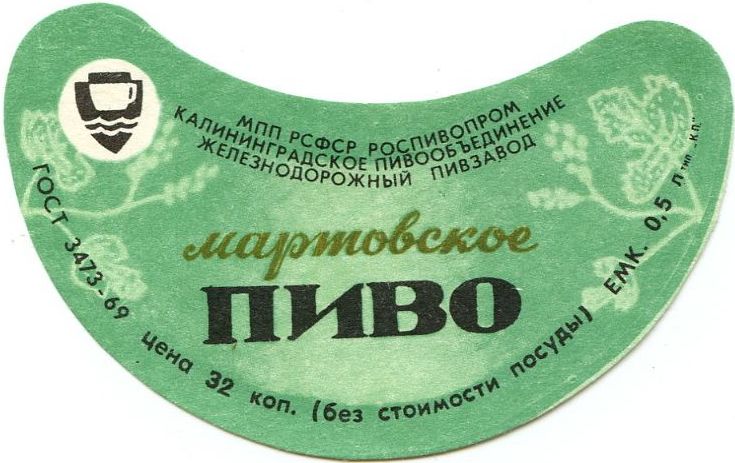 МПП РСФСР РОСПИВОПРОМ
КАЛИНИНГРАДСКОЕ ПИВООБЪЕДИНЕНИЕ
ЖЕЛЕЗНОДОРОЖНЫЙ ПИВЗАВОД
мартовское
ПИВО
ГОСТ 3473-69 цена 32 коп. (без стоимости посуды) ЕМК. 0,5 Л
тип „К.П."